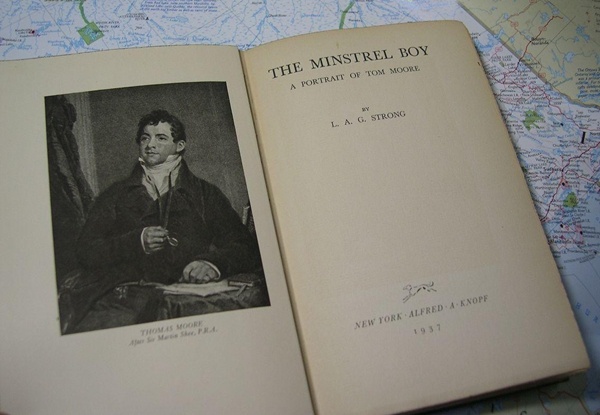 THOMAS MOORE
After Sir Martin Shee, P.R.A.
THE MINSTREL BOY
A PORTRAIT OF TOM MOORE
BY
L. A. G. STRONG
NEW YORK · ALFRED · A · KNOPF
1937